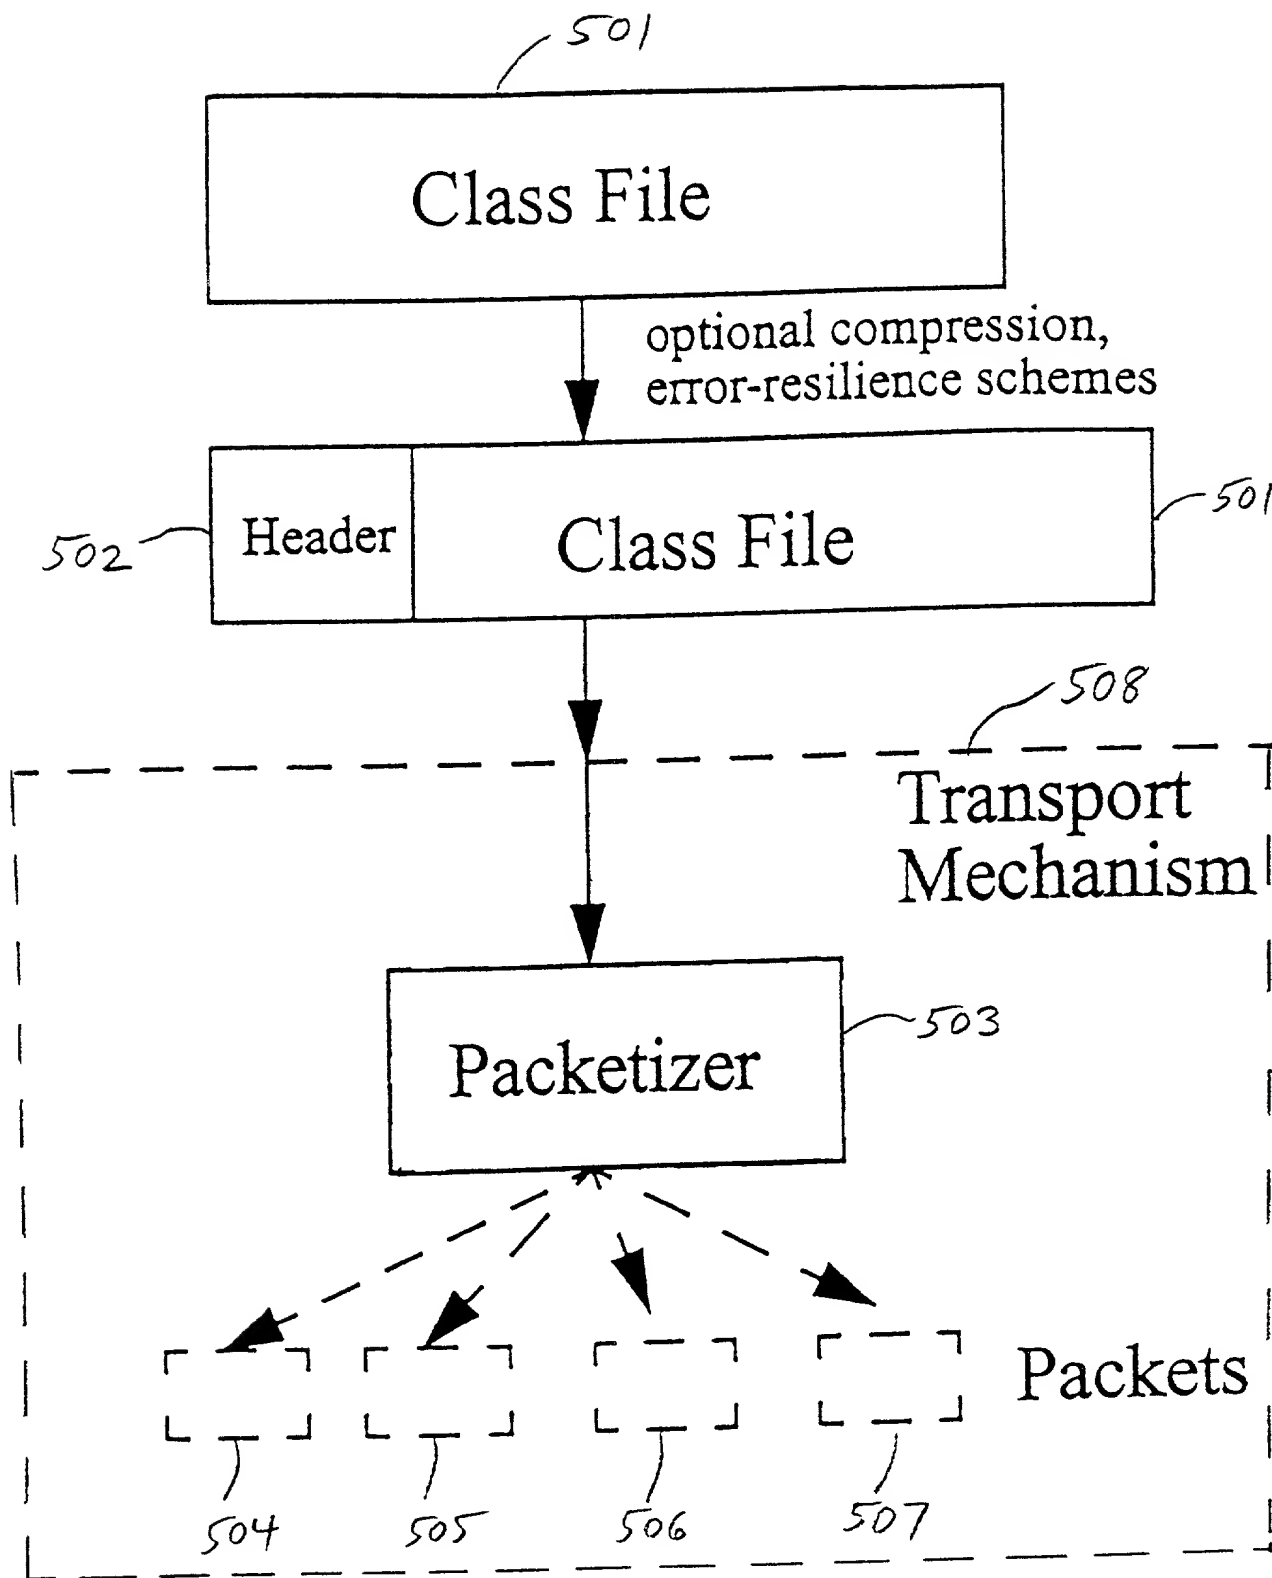 501
Class File
optional compression,
error-resilience schemes
502
Header
Class File
501
508
Transport
Mechanism
Packetizer
503
Packets
504
505
506
507